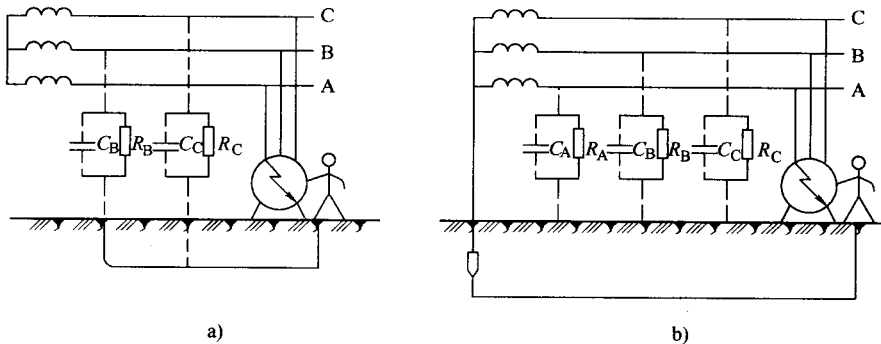 C
B
A
C_B R_B C_C R_C
a)
C
B
A
C_A R_A C_B R_B C_C R_C
b)